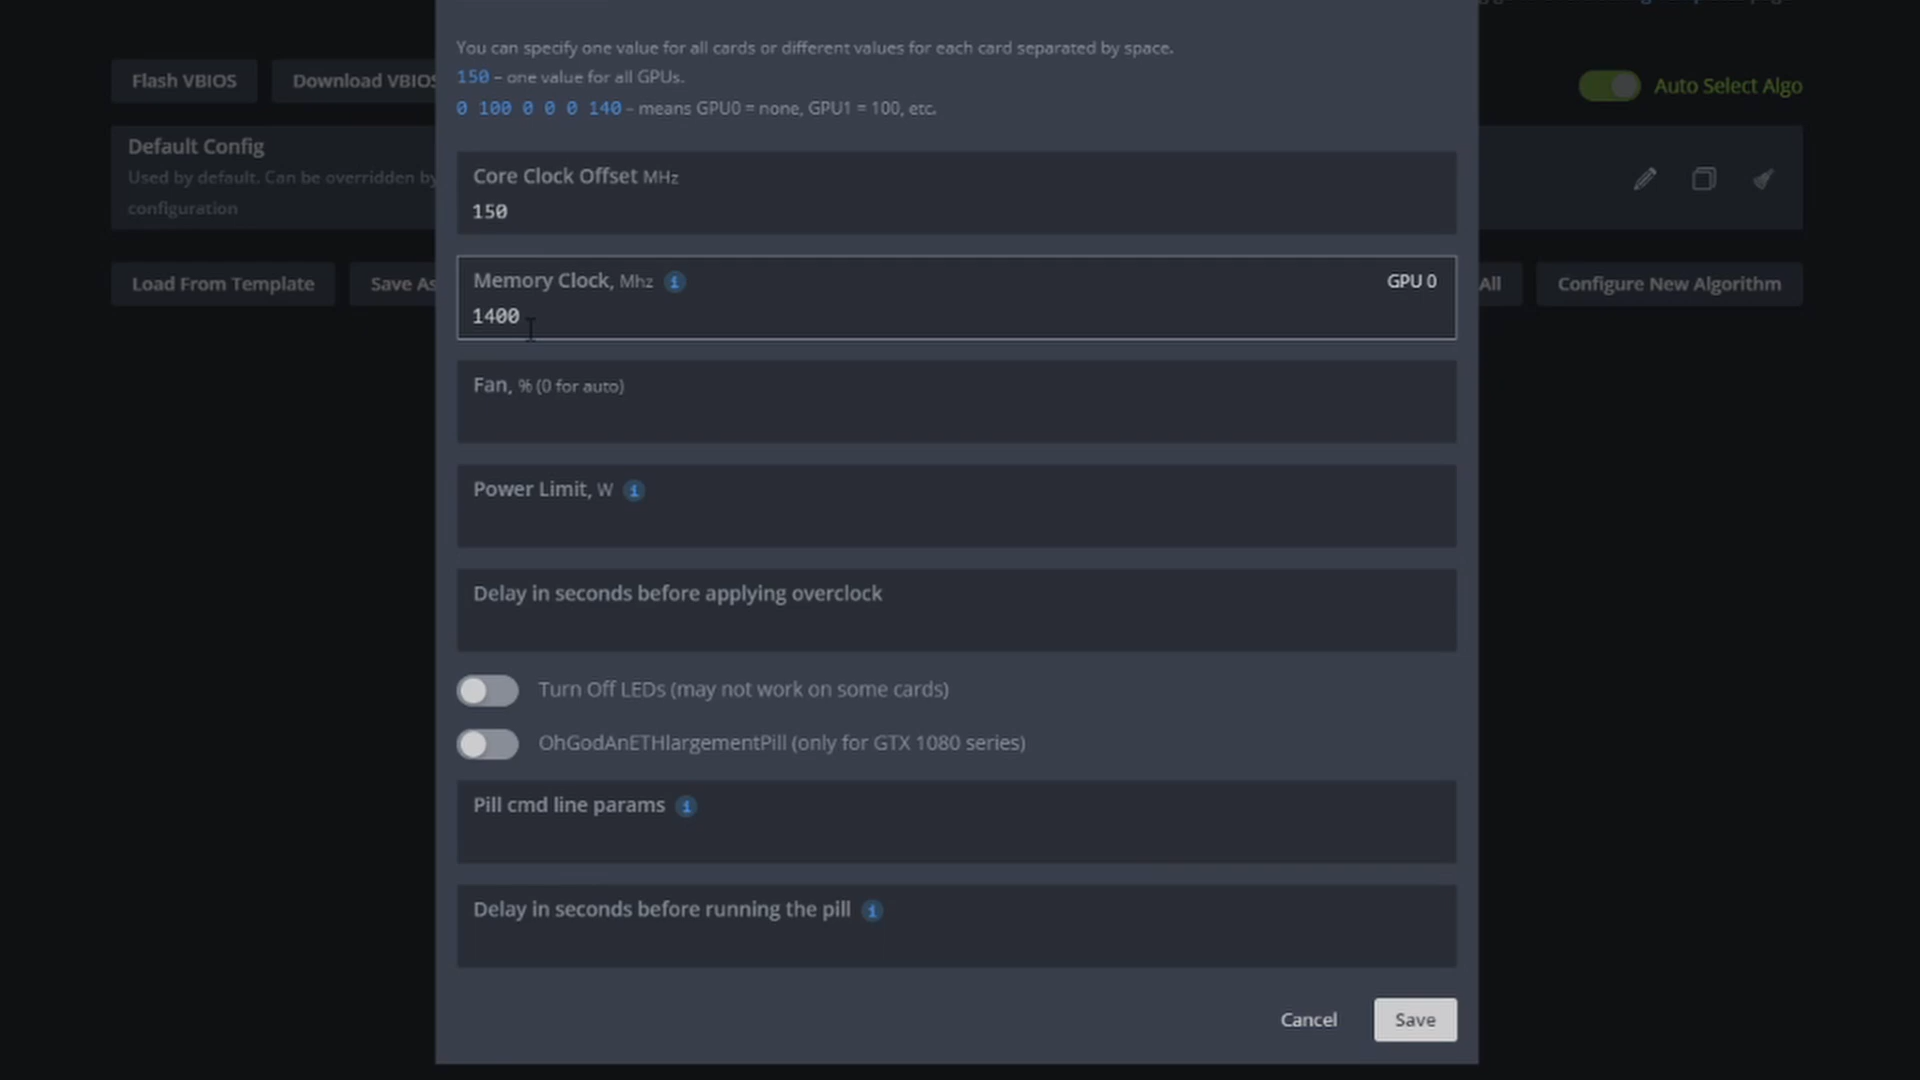 You can specify one value for all cards or different values for each card separated by space.
150 – one value for all GPUs.
0 100 0 0 0 140 – means GPU0 = none, GPU1 = 100, etc.
Flash VBIOS
Download VBIOS
Auto Select Algo
Default Config
Used by default. Can be overridden by
configuration
Core Clock Offset MHz
150
Load From Template
Save As
Memory Clock, Mhz i
GPU 0
1400
All
Configure New Algorithm
Fan, % (0 for auto)
Power Limit, W i
Delay in seconds before applying overclock
Turn Off LEDs (may not work on some cards)
OhGodAnETHlargementPill (only for GTX 1080 series)
Pill cmd line params i
Delay in seconds before running the pill i
Cancel
Save